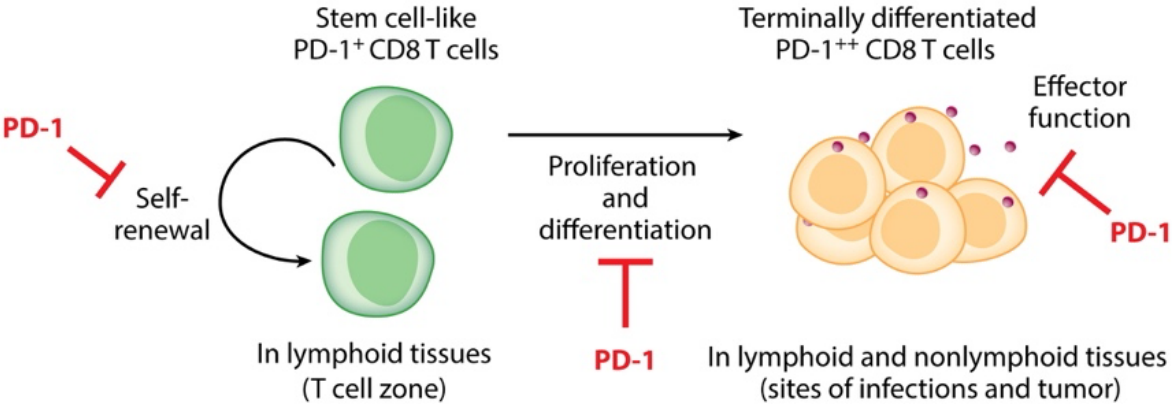 Stem cell-like
PD-1⁺ CD8 T cells
Terminally differentiated
PD-1⁺⁺ CD8 T cells
Effector
function
PD-1
Self-
renewal
Proliferation
and
differentiation
PD-1
PD-1
In lymphoid tissues
(T cell zone)
In lymphoid and nonlymphoid tissues
(sites of infections and tumor)